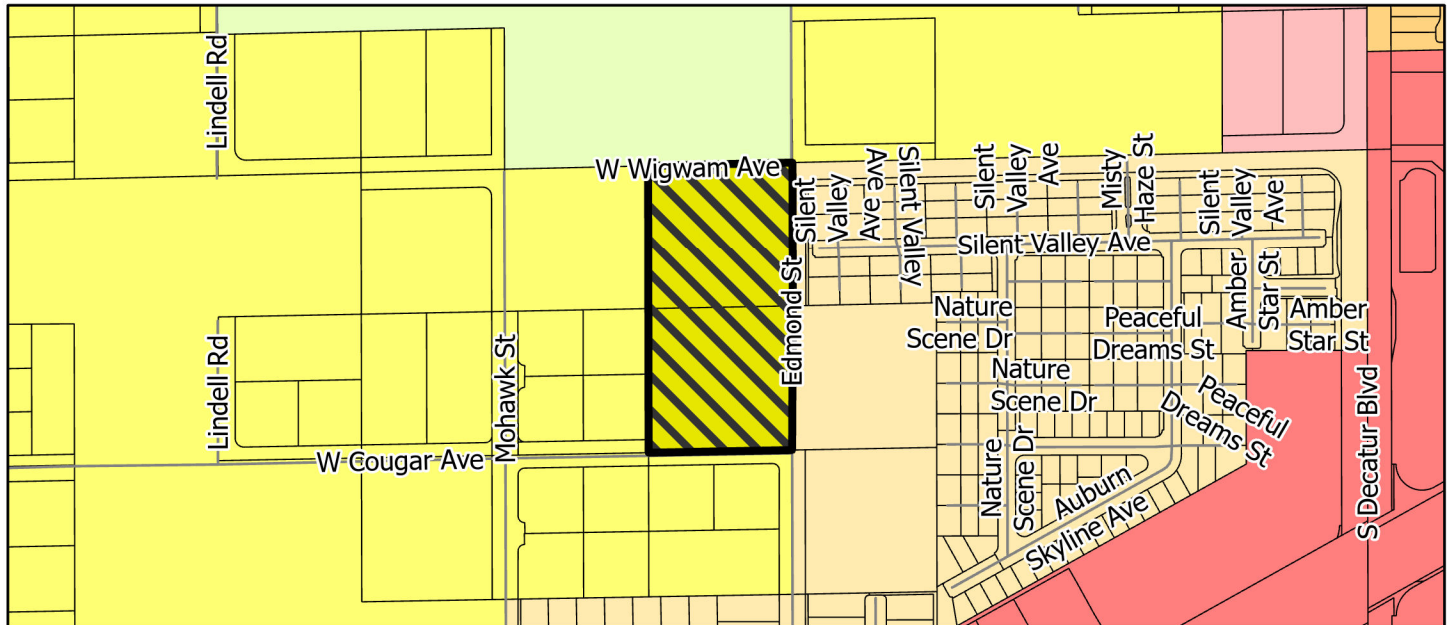 Lindell Rd
W Wigwam Ave
Silent
Valley
Ave ave
Silent Valley
Silent
Valley
Ave
Misty
Haze St
Silent
Valley
Ave
Silent Valley Ave
Edmond St
Amber
Star St
Amber
Star St
Nature
Scene Dr
Peaceful
Dreams St
Lindell Rd
Mohawk St
Nature
Scene Dr
Peaceful
Dreams St
S Decatur Blvd
W Cougar Ave
Nature
Scene Dr
Auburn
Skyline Ave